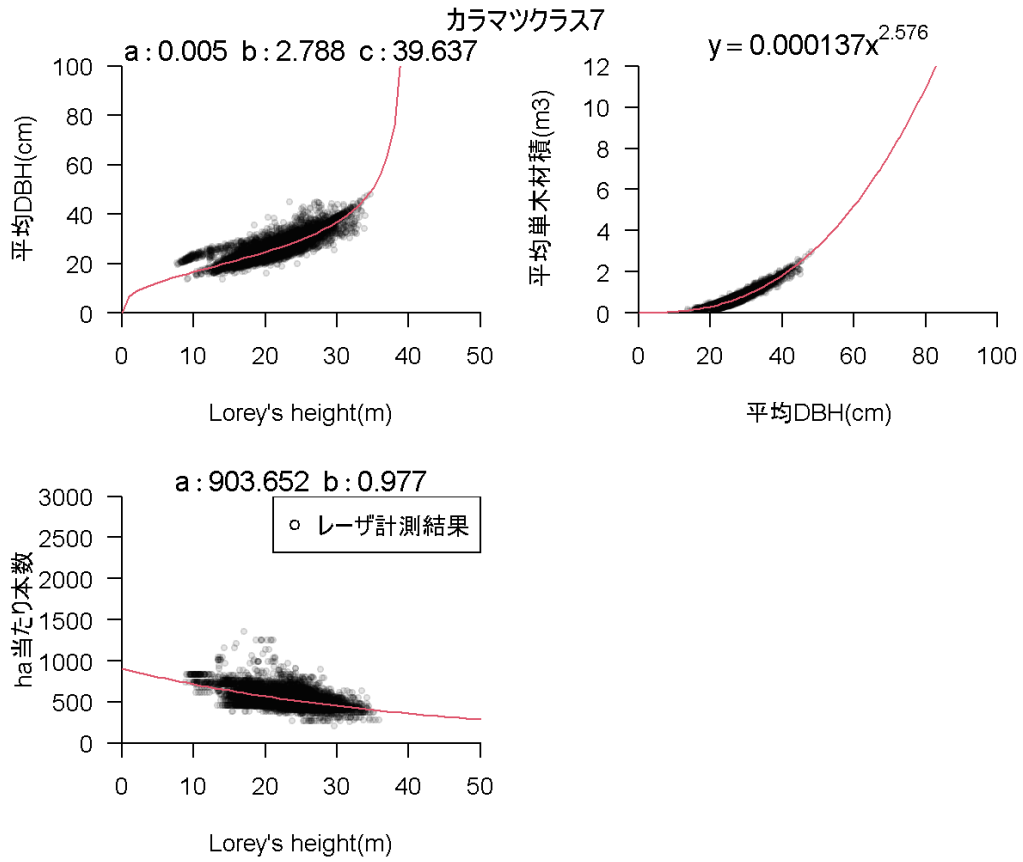 カラマツクラス7
a : 0.005 b : 2.788 c : 39.637
平均DBH(cm)
100
80
60
40
20
0
0 10 20 30 40 50
Lorey's height(m)
y = 0.000137x^2.576
平均単木材積(m3)
12
10
8
6
4
2
0
0 20 40 60 80 100
平均DBH(cm)
a : 903.652 b : 0.977
ha当たり本数
3000
2500
2000
1500
1000
500
0
レーザ計測結果
0 10 20 30 40 50
Lorey's height(m)